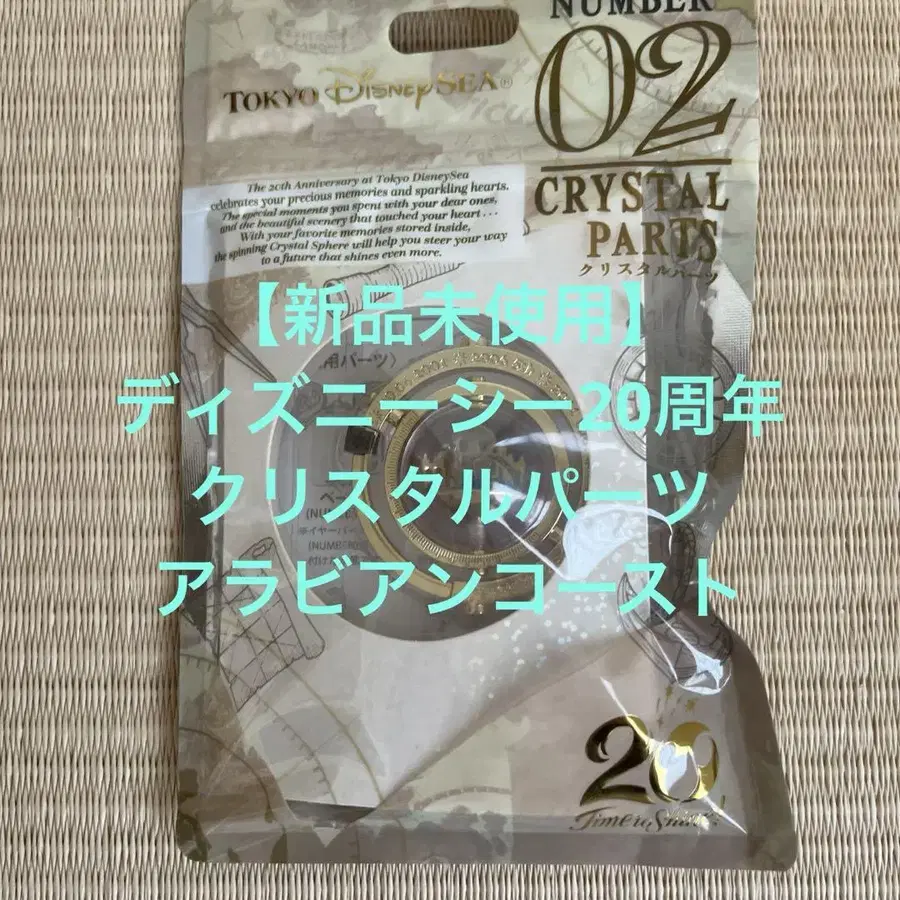 NUMBER
02
CRYSTAL
PARTS
クリスタルパーツ
TOKYO DISNEYSEA®
The 20th Anniversary at Tokyo DisneySea
celebrates your precious memories and sparkling hearts.
The special moments you spent with your dear ones,
and the beautiful scenery that touched your heart . . .
With your favorite memories stored inside,
the spinning Crystal Sphere will help you steer your way
to a future that shines even more.
【新品未使用】
ディズニーシー20周年
クリスタルパーツ
アラビアンコースト
用パーツ〉
20
Time to Shine!